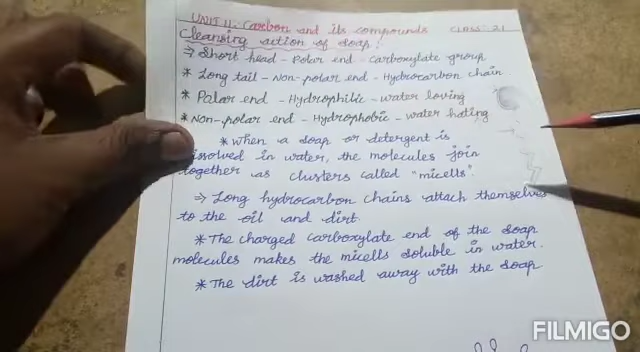 UNIT 11: Carbon and its compounds CLASS: 21
Cleansing action of soap:
⇒ Short head - Polar end - carboxylate group
* Long tail - Non-polar end - Hydrocarbon chain
* Polar end - Hydrophilic - water loving
* Non-polar end - Hydrophobic - water hating
* When a soap or detergent is
dissolved in water, the molecules join
together as clusters called "micells".
⇒ Long hydrocarbon chains attach themselves
to the oil and dirt.
* The charged carboxylate end of the soap
molecules makes the micells soluble in water.
* The dirt is washed away with the soap
FILMIGO